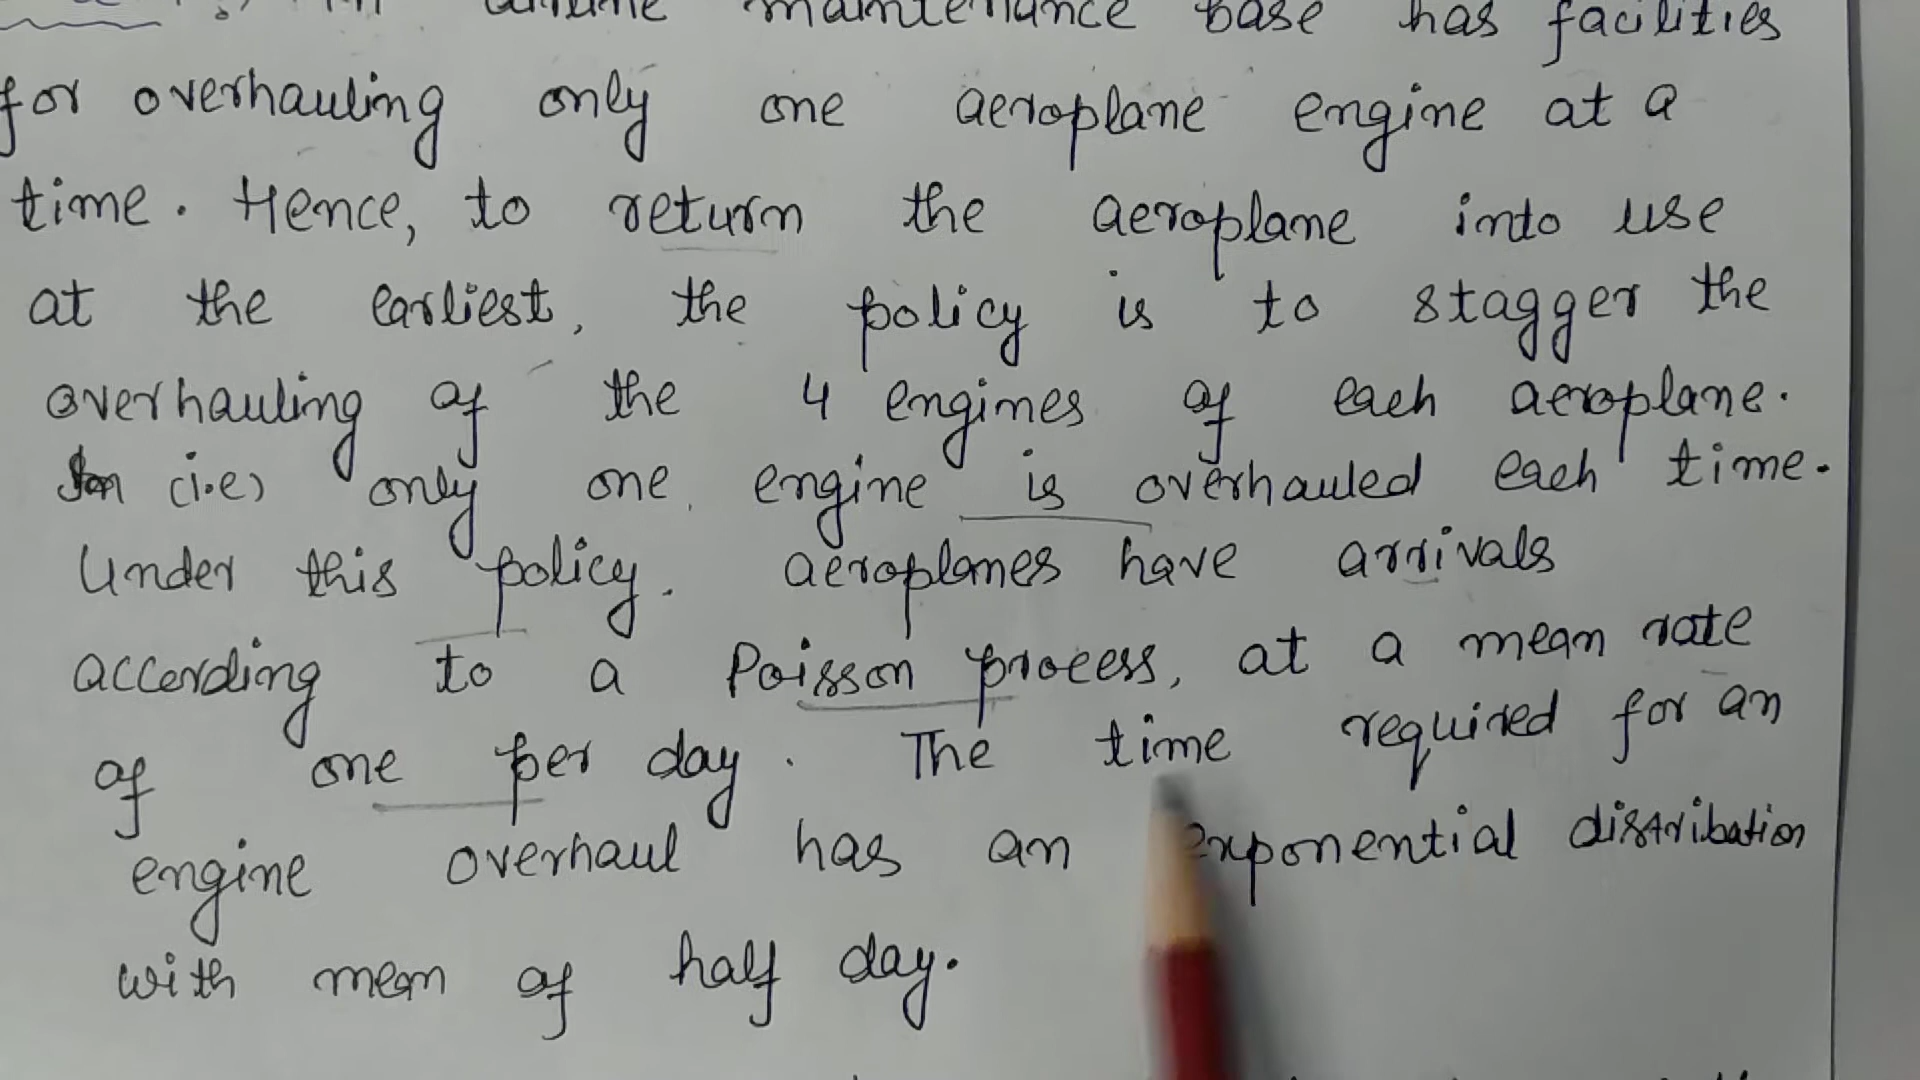 maintenance base has facilities
for overhauling only one aeroplane engine at a
time. Hence, to return the aeroplane into use
at the earliest, the policy is to stagger the
overhauling of the 4 engines of each aeroplane.
(i.e) only one engine is overhauled each time.
Under this policy. aeroplanes have arrivals
according to a Poisson process, at a mean rate
of one per day. The time required for an
engine overhaul has an exponential distribution
with mean of half day.